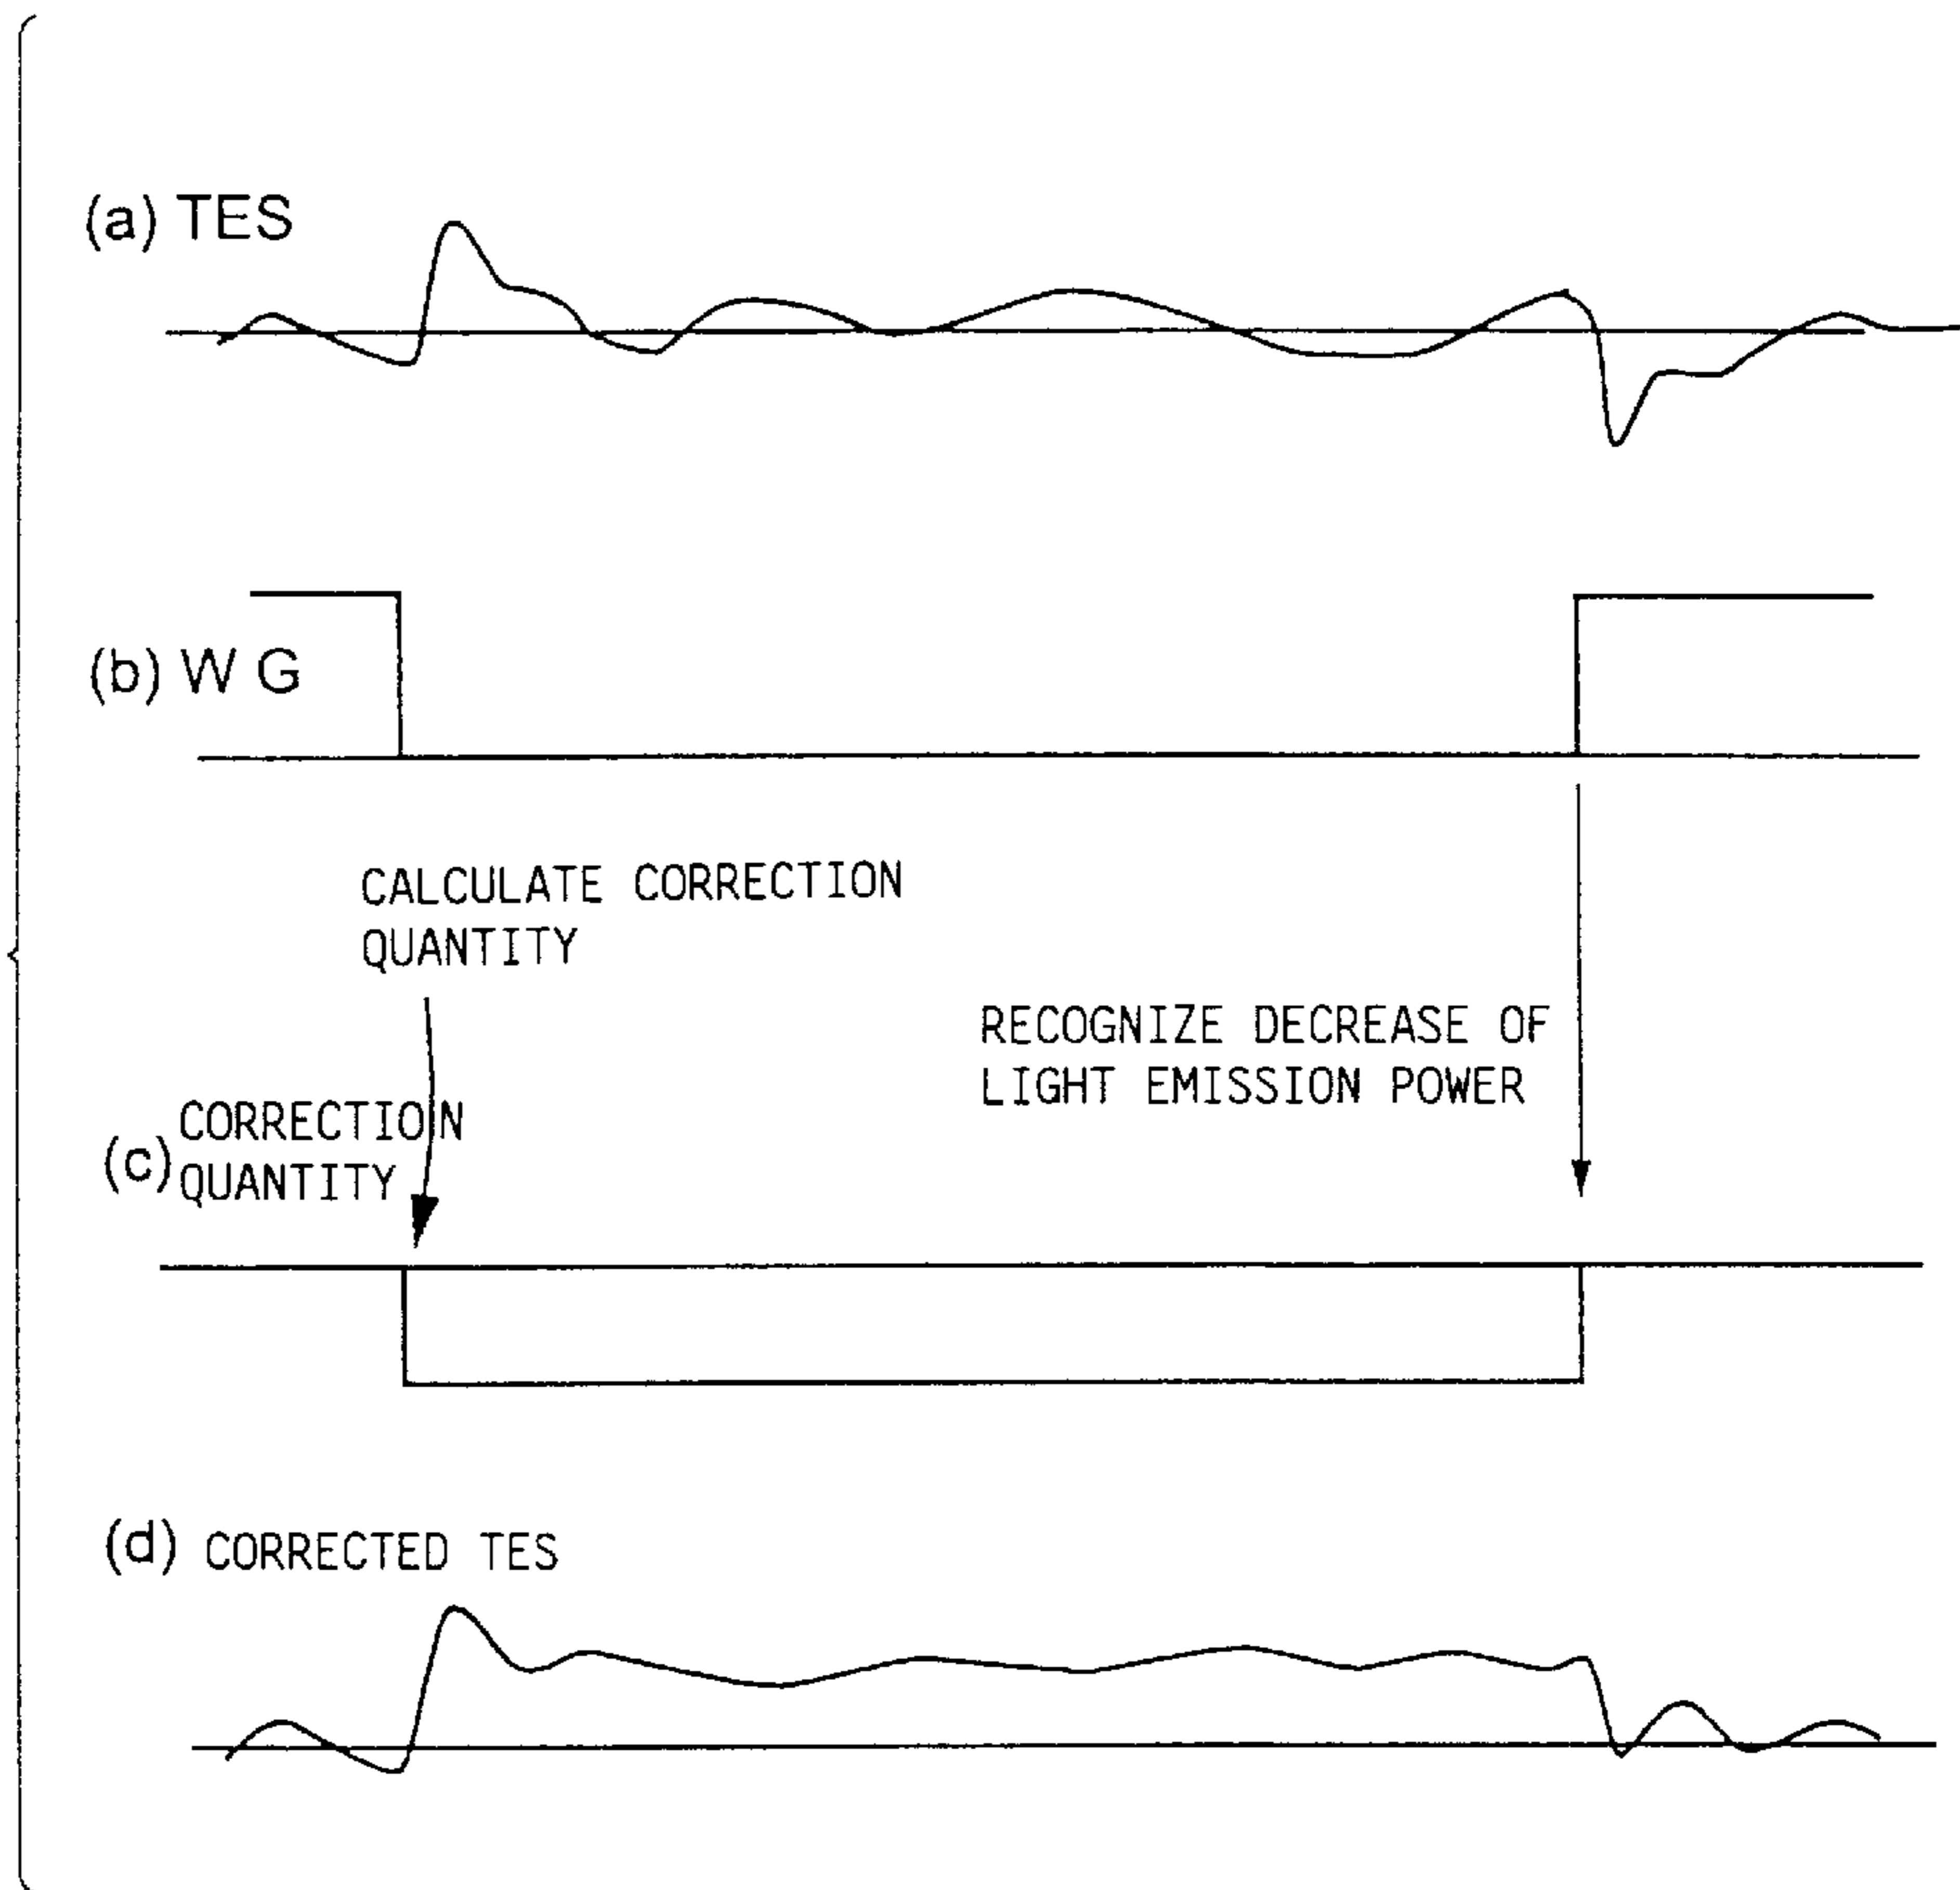 (a) TES
(b) W G
CALCULATE CORRECTION
QUANTITY
RECOGNIZE DECREASE OF
LIGHT EMISSION POWER
(c) CORRECTION
QUANTITY
(d) CORRECTED TES